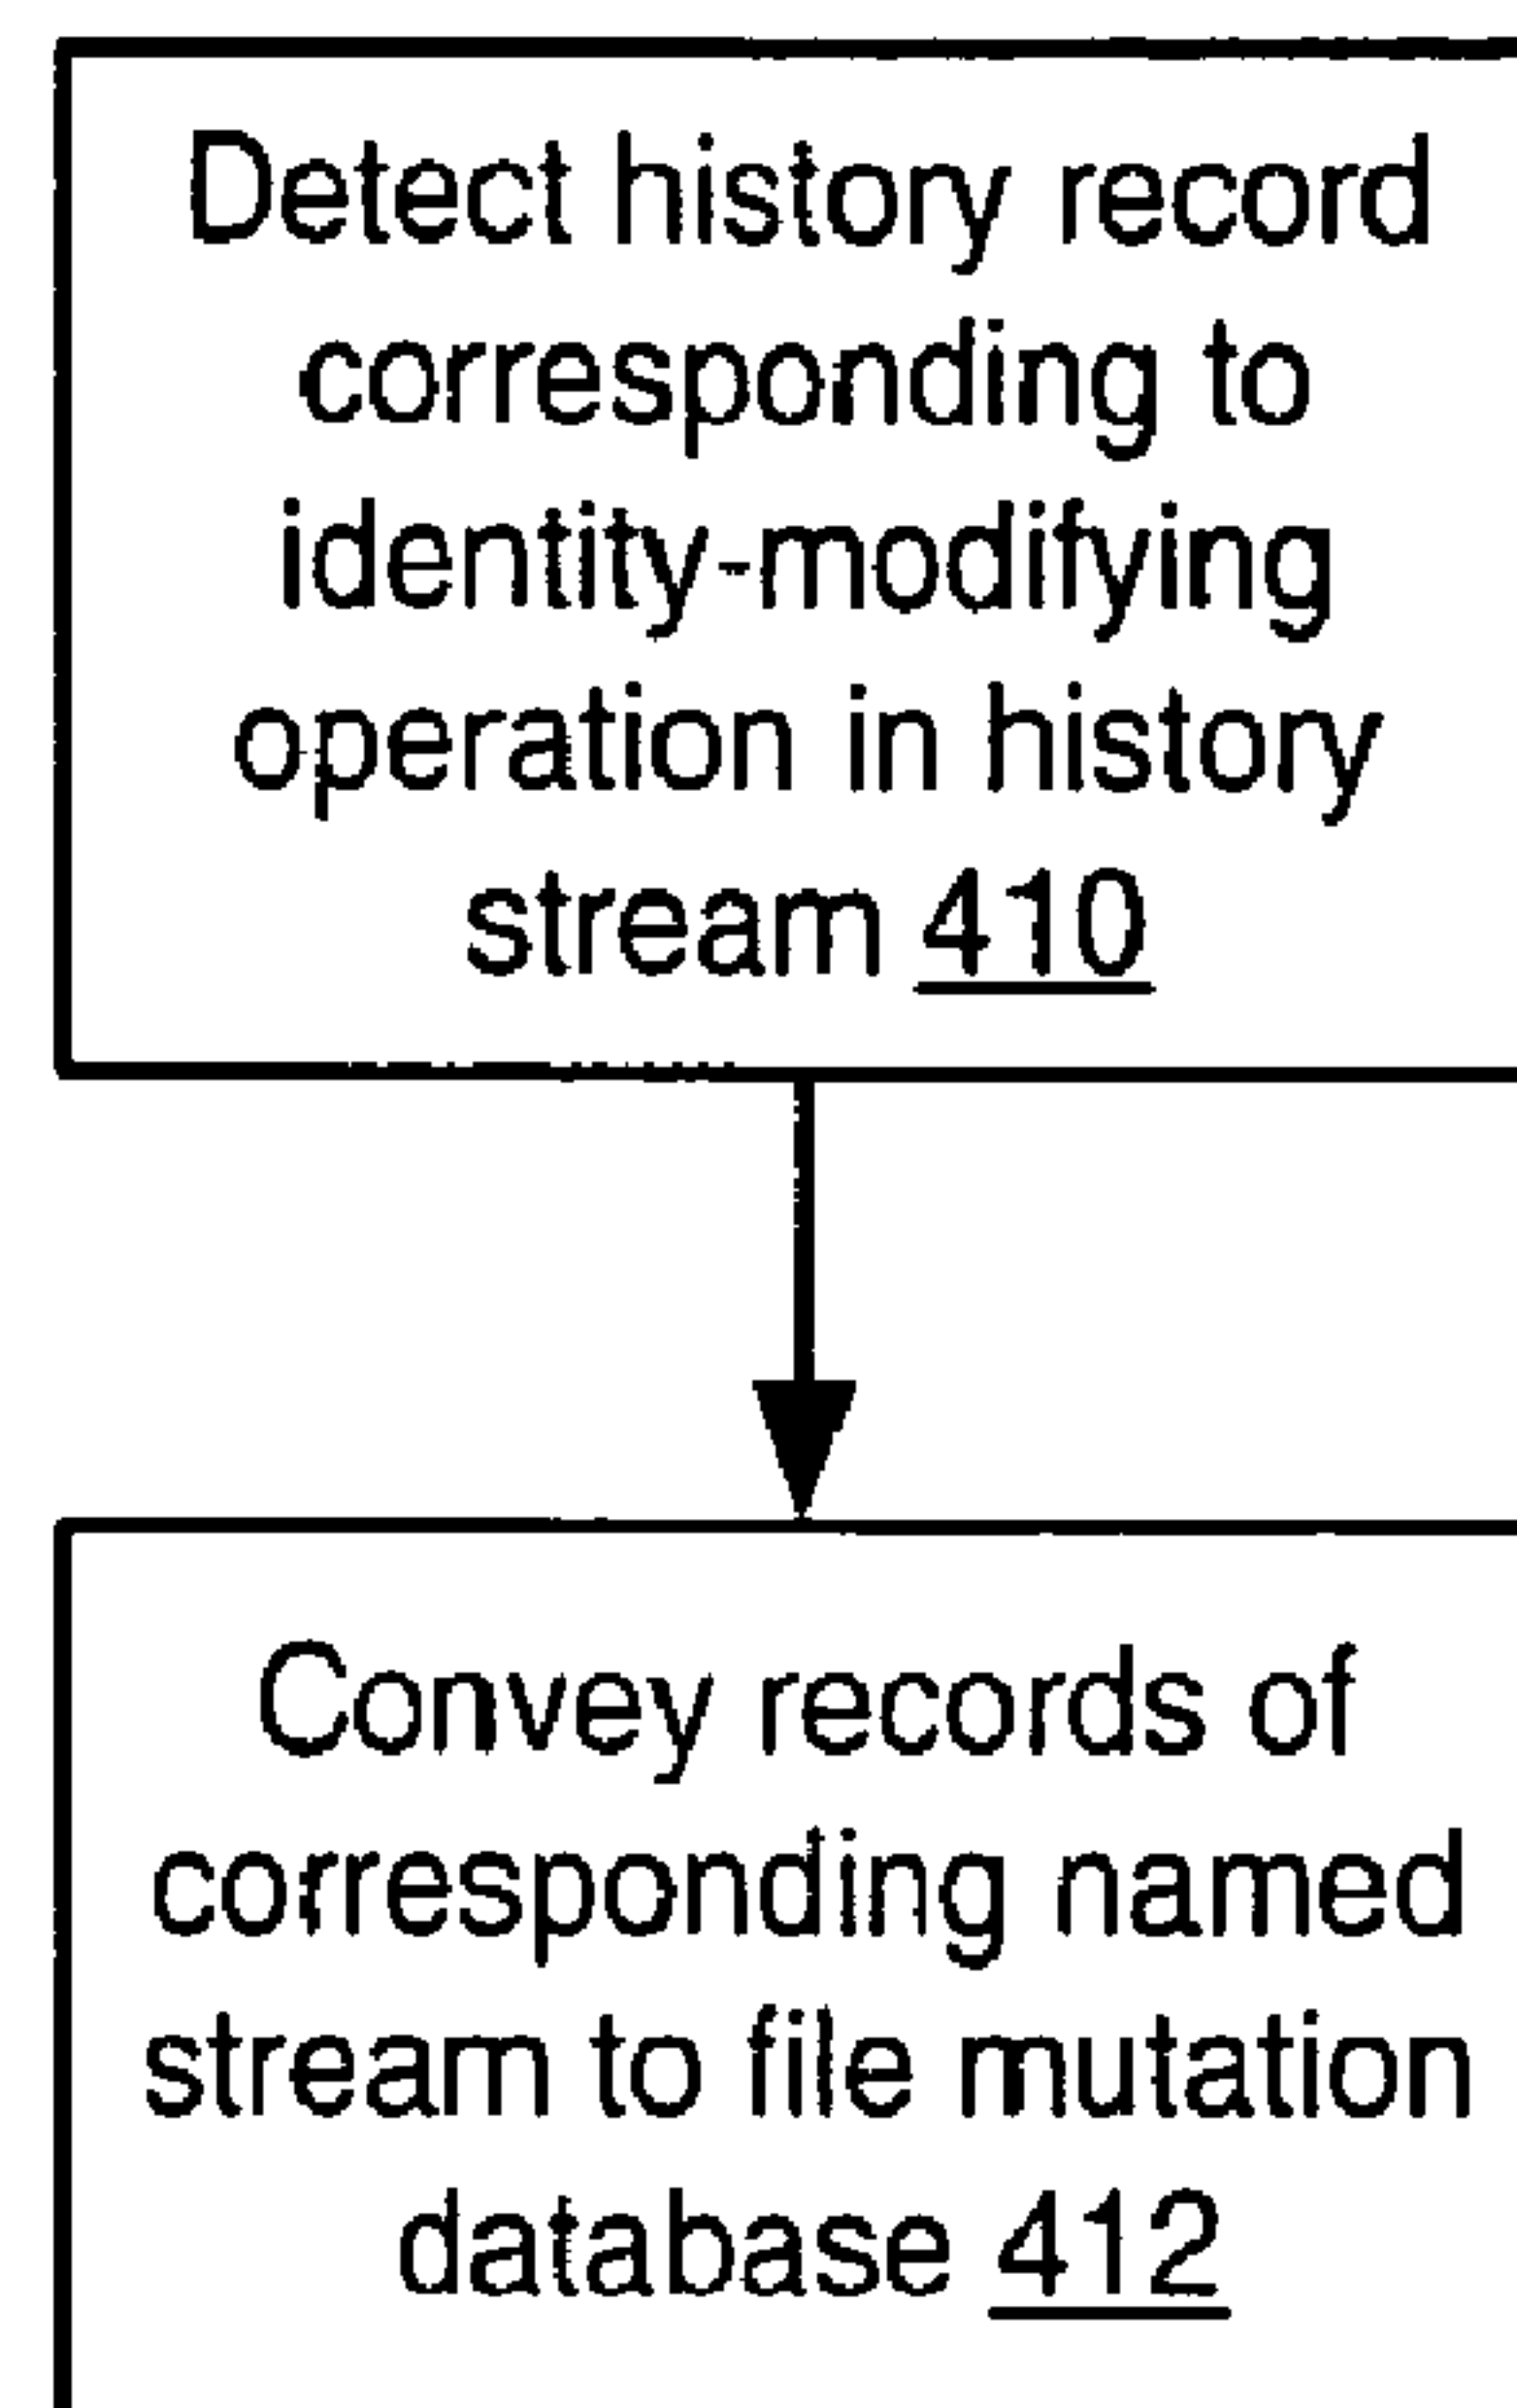 Detect history record
corresponding to
identity-modifying
operation in history
stream 410
Convey records of
corresponding named
stream to file mutation
database 412